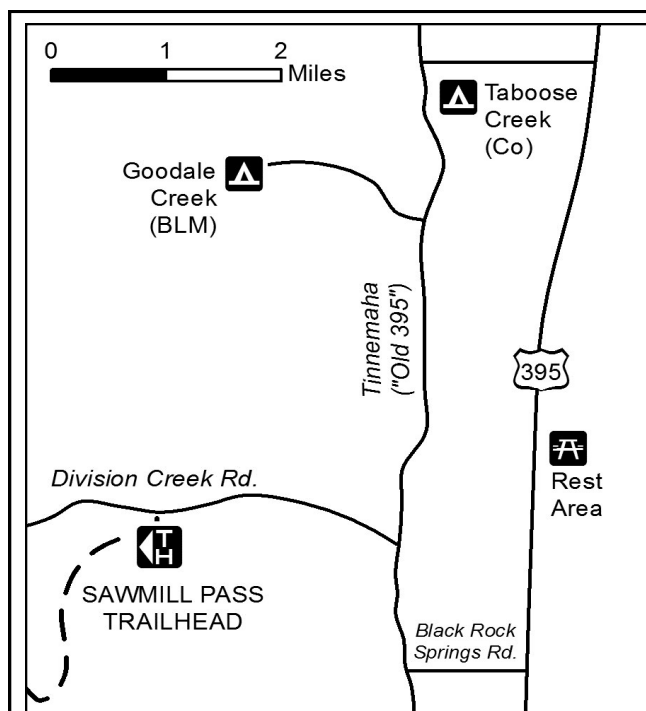 0 1 2
Miles
Taboose
Creek
(Co)
Goodale
Creek
(BLM)
Tinnemaha
("Old 395")
395
Rest
Area
Division Creek Rd.
TH
SAWMILL PASS
TRAILHEAD
Black Rock
Springs Rd.